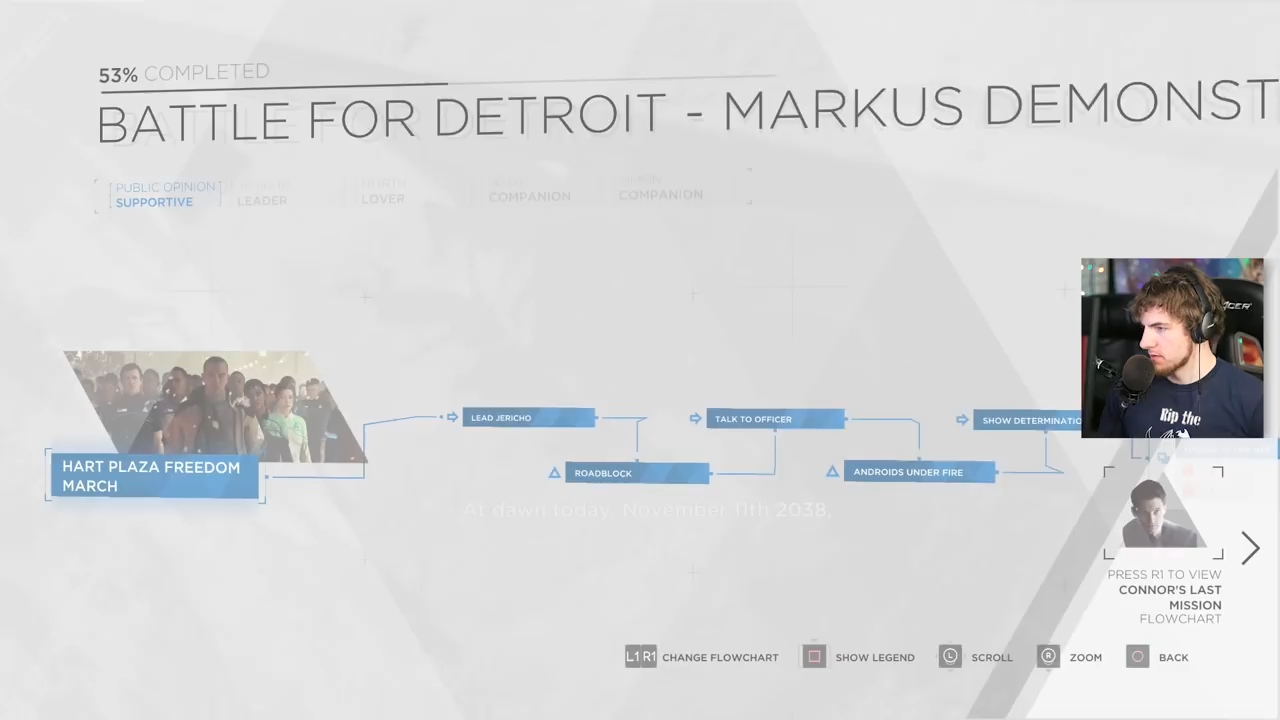 53% COMPLETED
BATTLE FOR DETROIT - MARKUS DEMONST
PUBLIC OPINION
SUPPORTIVE
LEADER
NORTH
LOVER
COMPANION
COMPANION
LEAD JERICHO
TALK TO OFFICER
SHOW DETERMINATIO
ROADBLOCK
ANDROIDS UNDER FIRE
HART PLAZA FREEDOM
MARCH
At dawn today, November 11th 2038,
Rip the
PRESS R1 TO VIEW
CONNOR'S LAST
MISSION
FLOWCHART
L1 R1 CHANGE FLOWCHART
SHOW LEGEND
L SCROLL
R ZOOM
BACK